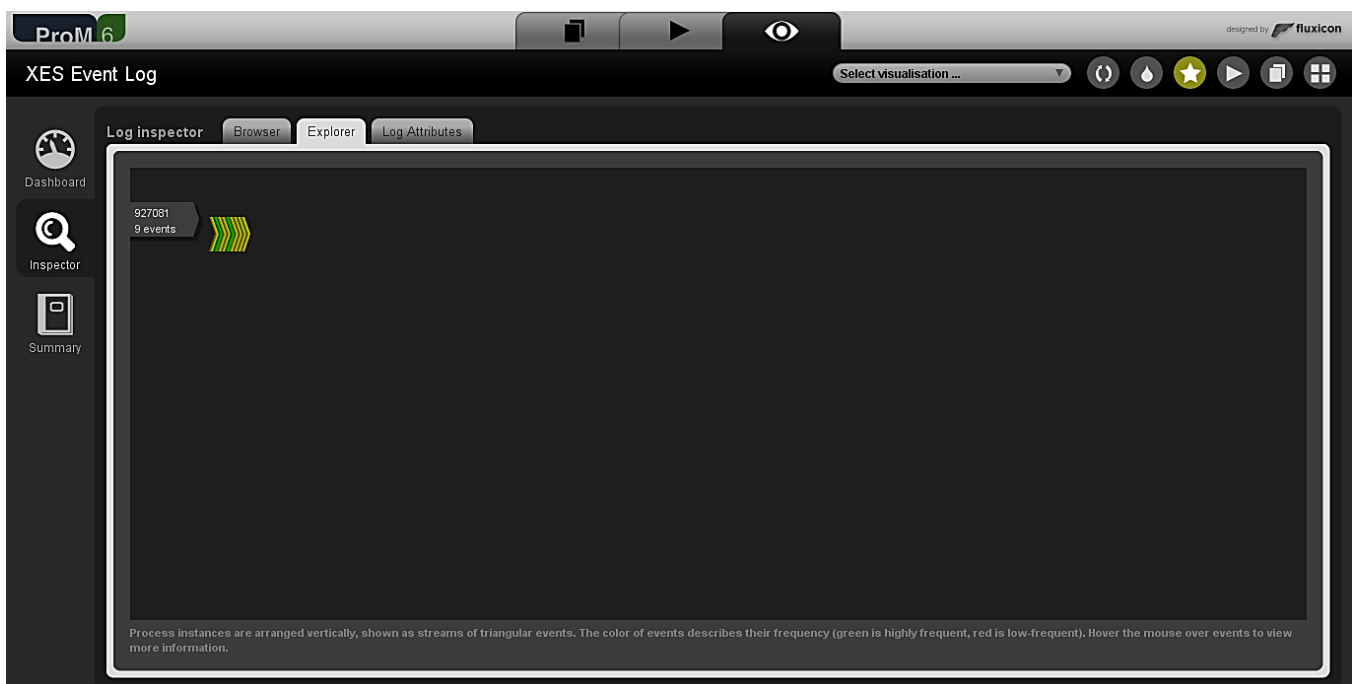 ProM 6
designed by fluxicon
XES Event Log
Select visualisation ...
Log inspector Browser Explorer Log Attributes
Dashboard
Inspector
Summary
927081
9 events
Process instances are arranged vertically, shown as streams of triangular events. The color of events describes their frequency (green is highly frequent, red is low-frequent). Hover the mouse over events to view
more information.